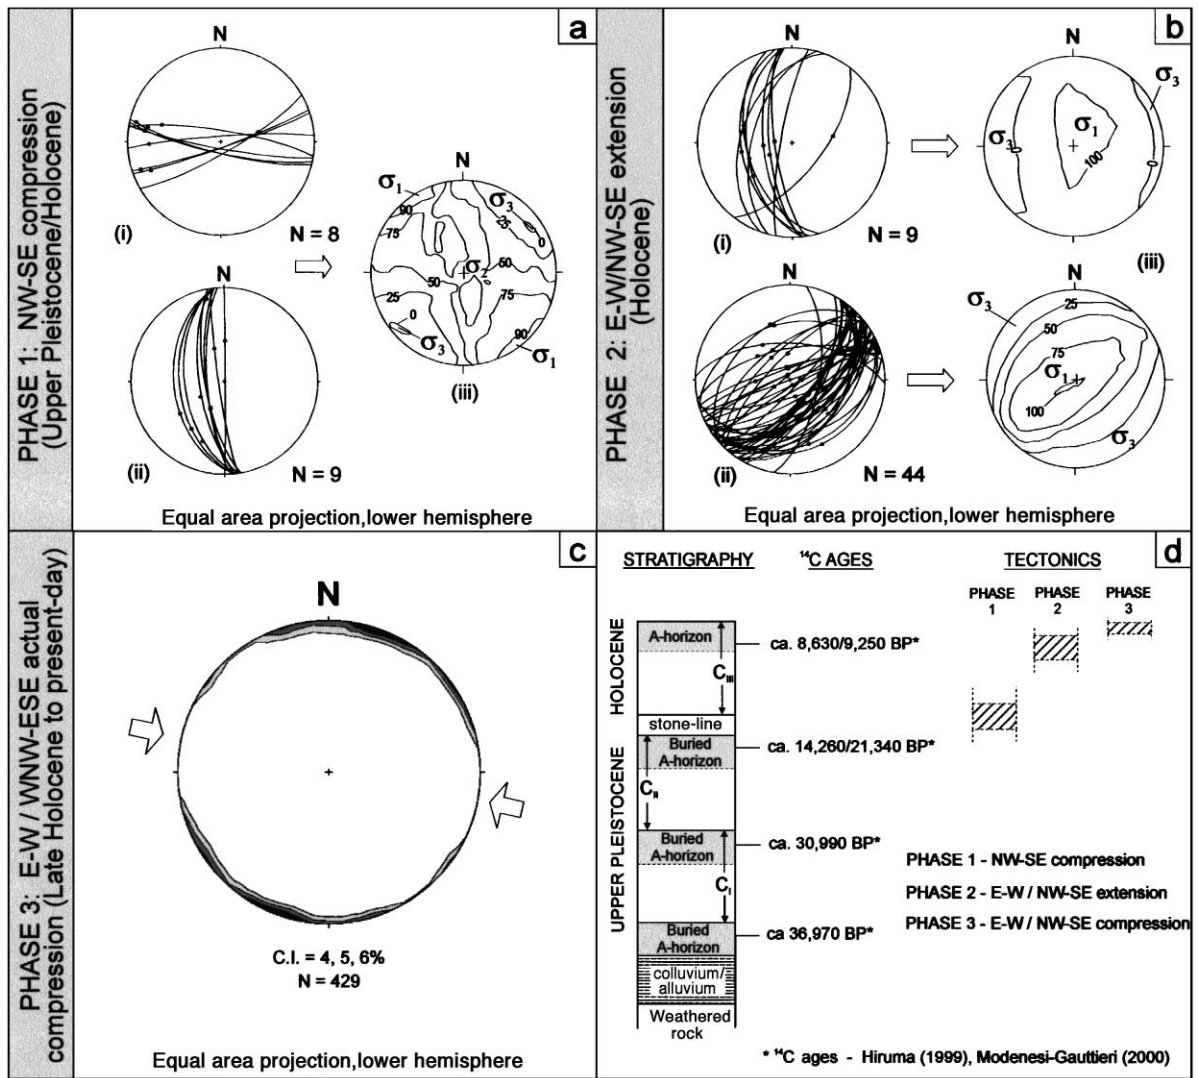 PHASE 1: NW-SE compression
(Upper Pleistocene/Holocene)
a
N
(i)
N = 8
N
(ii)
N = 9
N
σ1
σ3
90
75
25
0
σ2
50
50
25
75
0
σ3
90
σ1
(iii)
Equal area projection,lower hemisphere
PHASE 2: E-W/NW-SE extension
(Holocene)
b
N
(i)
N = 9
N
σ3
σ1
σ3
100
(iii)
N
(ii)
N = 44
N
σ3
25
50
75
σ1
100
σ3
Equal area projection,lower hemisphere
PHASE 3: E-W / WNW-ESE actual
compression (Late Holocene to present-day)
c
N
C.I. = 4, 5, 6%
N = 429
Equal area projection,lower hemisphere
d
STRATIGRAPHY
¹⁴C AGES
TECTONICS
PHASE 1
PHASE 2
PHASE 3
HOLOCENE
UPPER PLEISTOCENE
A-horizon
ca. 8,630/9,250 BP*
CIII
stone-line
Buried
A-horizon
ca. 14,260/21,340 BP*
CII
Buried
A-horizon
ca. 30,990 BP*
CI
Buried
A-horizon
ca 36,970 BP*
colluvium/
alluvium
Weathered
rock
PHASE 1 - NW-SE compression
PHASE 2 - E-W / NW-SE extension
PHASE 3 - E-W / NW-SE compression
* ¹⁴C ages - Hiruma (1999), Modenesi-Gauttieri (2000)